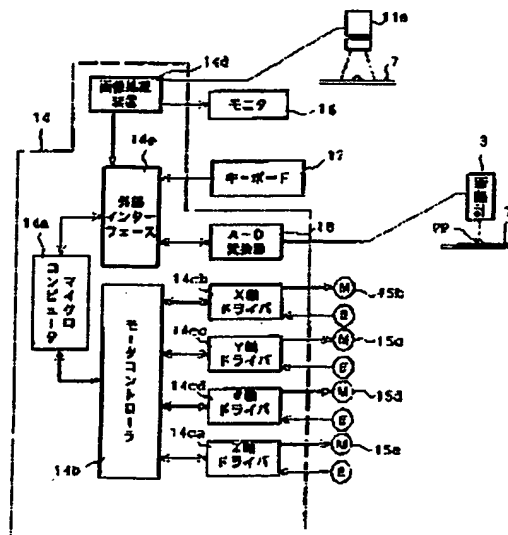 11a
14d
7
画像処理
装置
モニタ
16
14
14e
17
キーボード
外部
インター
フェース
3
14a
マイクロ
コンピュータ
A-D
変換器
18
PP
7
14cb
X軸
ドライバ
M
15b
E
14cc
Y軸
ドライバ
M
15a
E
モータコントローラ
14cd
ドライバ
M
15d
E
14ca
Z軸
ドライバ
M
E
14b